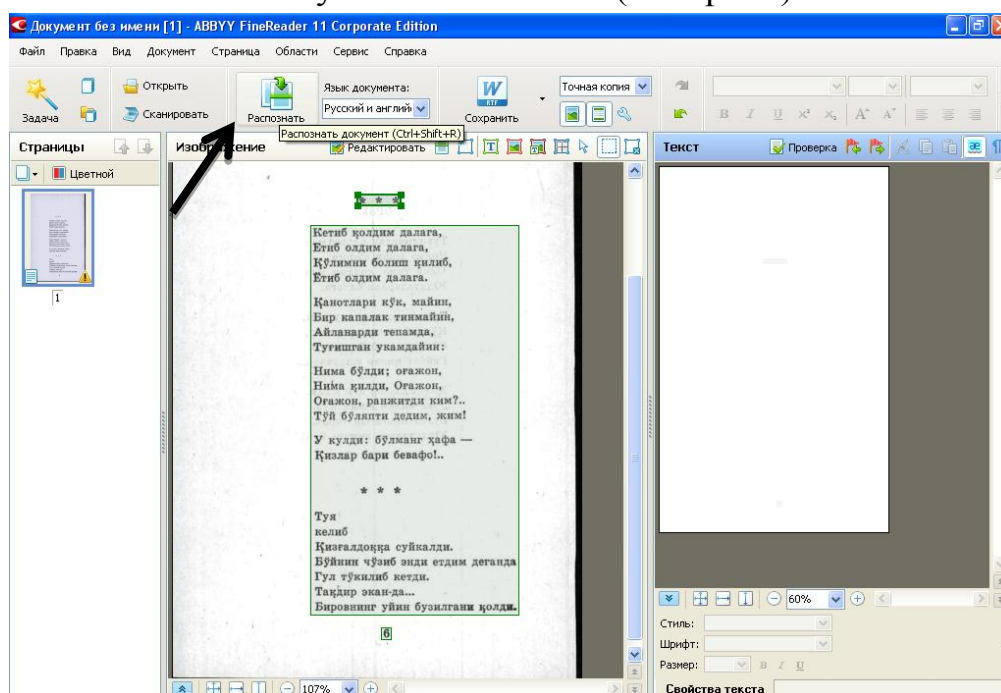 Документ без имени [1] - ABBYY FineReader 11 Corporate Edition
Файл Правка Вид Документ Страница Области Сервис Справка
Задача
Открыть
Сканировать
Распознать
Язык документа:
Русский и англий
Сохранить
RTF
Точная копия
Распознать документ (Ctrl+Shift+R)
Страницы
Изображение
Редактировать
Текст
Проверка
Цветной
1
* * *
Кетиб қолдим далага,
Етиб олдим далага,
Қўлимни болиш қилиб,
Ётиб олдим далага.
Қанотлари кўк, майин,
Бир капалак тинмайин,
Айланарди тепамда,
Туғишган укамдайин:
Нима бўлди; оғажон,
Нима қилди, Оғажон,
Оғажон, ранжитди ким?..
Тўй бўляпти дедим, жим!
У кулди: бўлманг ҳафа —
Қизлар бари бевафо!..
* * *
Туя
келиб
Қизғалдоққа суйкалди.
Бўйнин чўзиб энди етдим деганда
Гул тўкилиб кетди.
Тақдир экан-да...
Бировнинг уйин бузилгани қолди.
6
107%
60%
Стиль:
Шрифт:
Размер:
Свойства текста